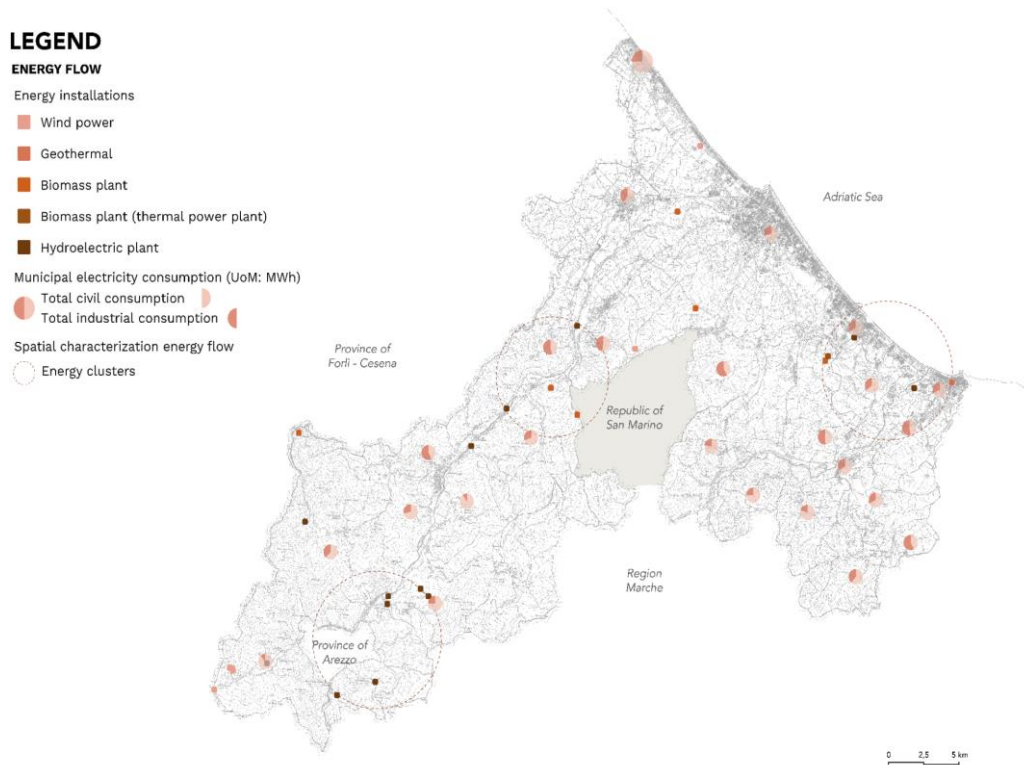 LEGEND
ENERGY FLOW
Energy installations
Wind power
Geothermal
Biomass plant
Biomass plant (thermal power plant)
Hydroelectric plant
Municipal electricity consumption (UoM: MWh)
Total civil consumption
Total industrial consumption
Spatial characterization energy flow
Energy clusters
Adriatic Sea
Province of
Forlì - Cesena
Republic of
San Marino
Region
Marche
Province of
Arezzo
0 2,5 5 km